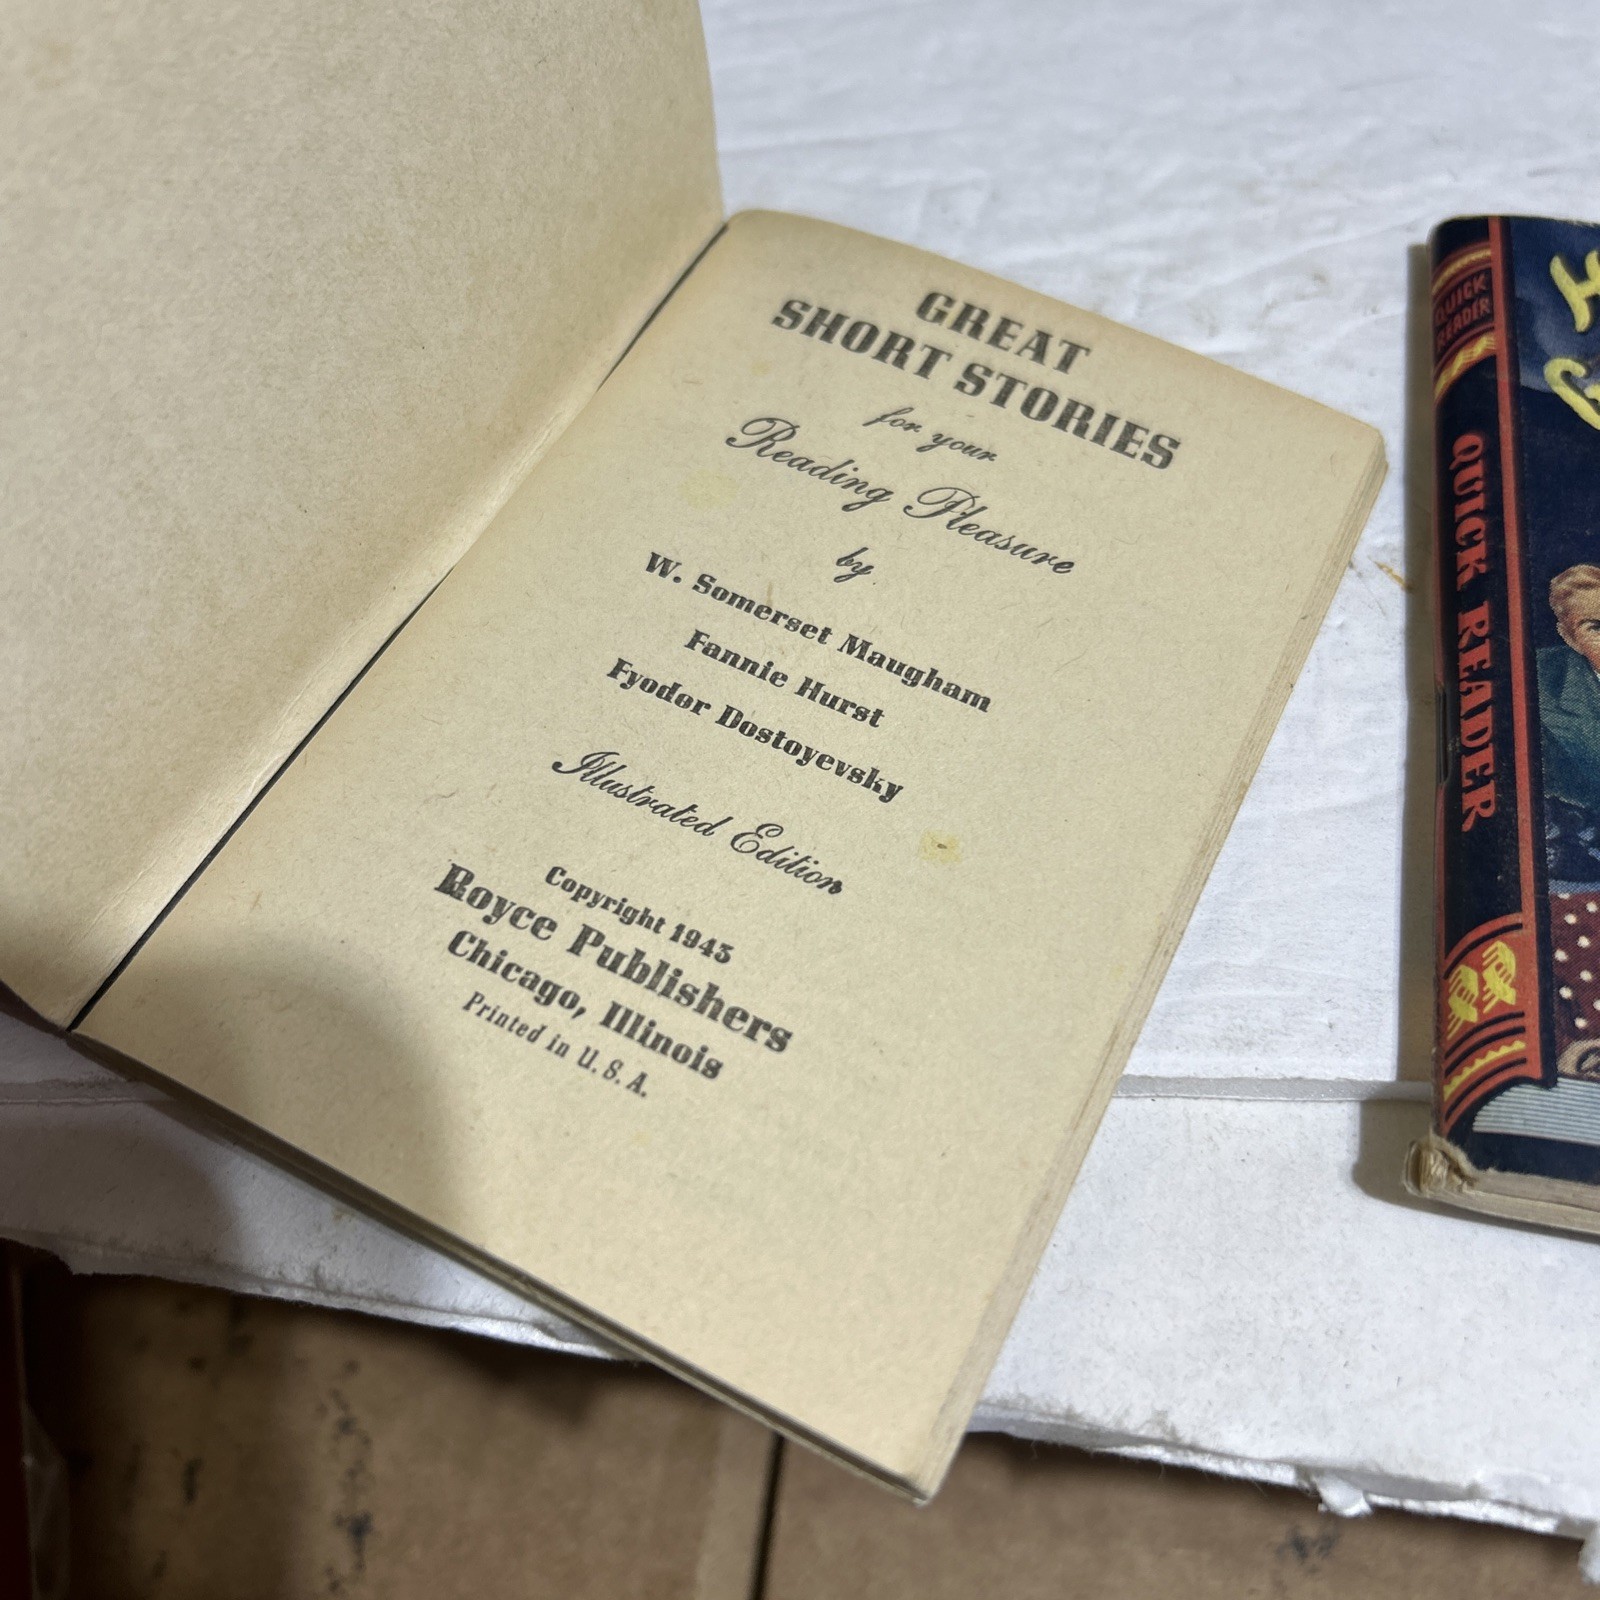 GREAT
SHORT STORIES
for your
Reading Pleasure
by
W. Somerset Maugham
Fannie Hurst
Fyodor Dostoyevsky
Illustrated Edition
Copyright 1943
Royce Publishers
Chicago, Illinois
Printed in U. S. A.
QUICK
READER
QUICK READER
H